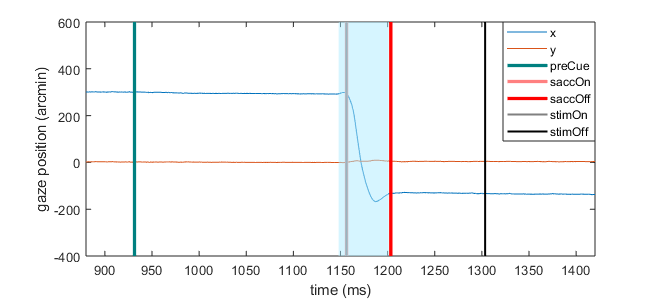 600
400
200
0
-200
-400
gaze position (arcmin)
900 950 1000 1050 1100 1150 1200 1250 1300 1350 1400
time (ms)
x
y
preCue
saccOn
saccOff
stimOn
stimOff